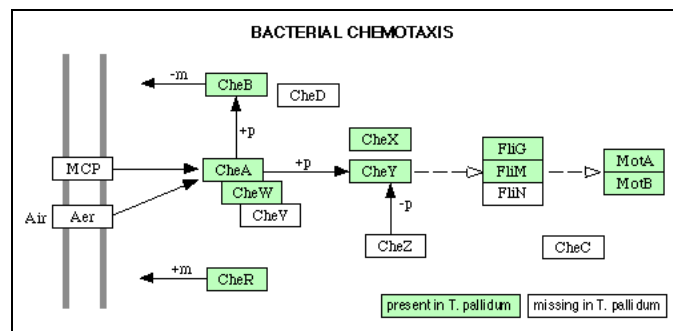 BACTERIAL CHEMOTAXIS
-m
CheB
CheD
+p
CheX
FliG
MCP
CheA
+p
CheY
FliM
MotA
CheW
FliN
MotB
Air
Aer
CheV
-p
CheZ
CheC
+m
CheR
present in T. pallidum
missing in T. pallidum